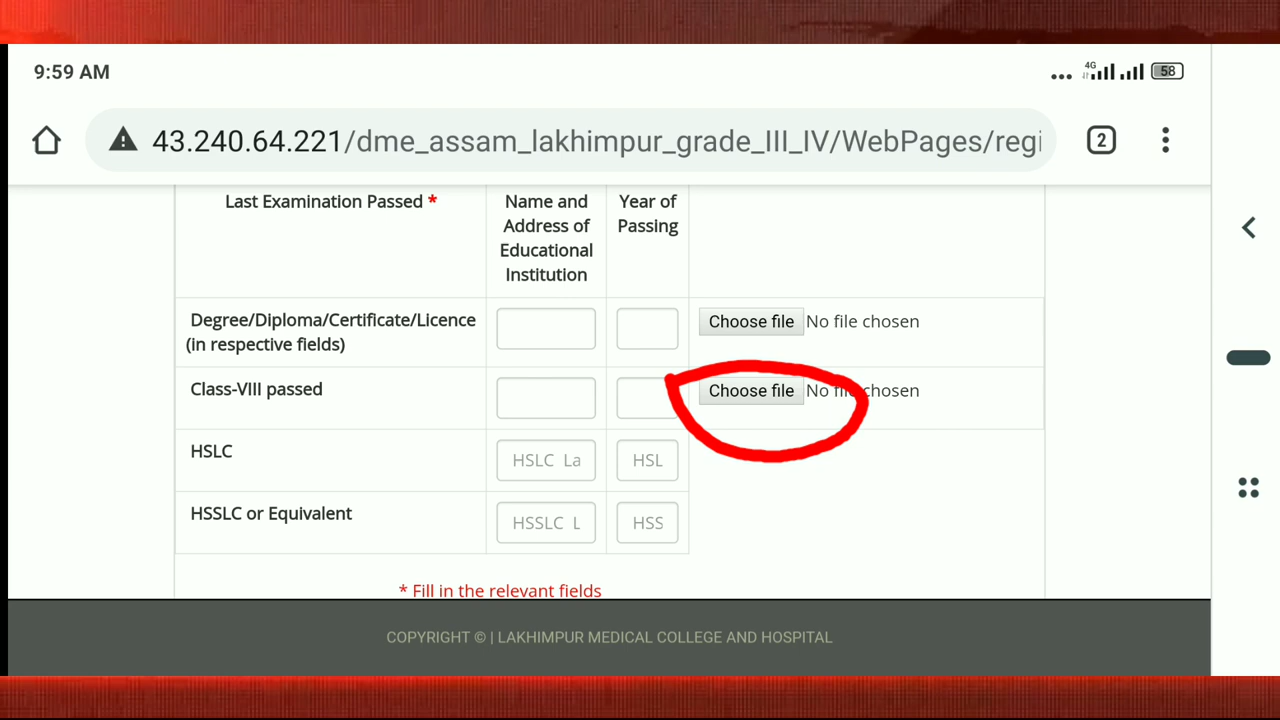 9:59 AM
4G
58
43.240.64.221/dme_assam_lakhimpur_grade_III_IV/WebPages/regi
2
Last Examination Passed *
Name and
Address of
Educational
Institution
Year of
Passing
Degree/Diploma/Certificate/Licence
(in respective fields)
Choose file No file chosen
Class-VIII passed
Choose file No file chosen
HSLC
HSLC La
HSL
HSSLC or Equivalent
HSSLC L
HSS
* Fill in the relevant fields
COPYRIGHT © | LAKHIMPUR MEDICAL COLLEGE AND HOSPITAL